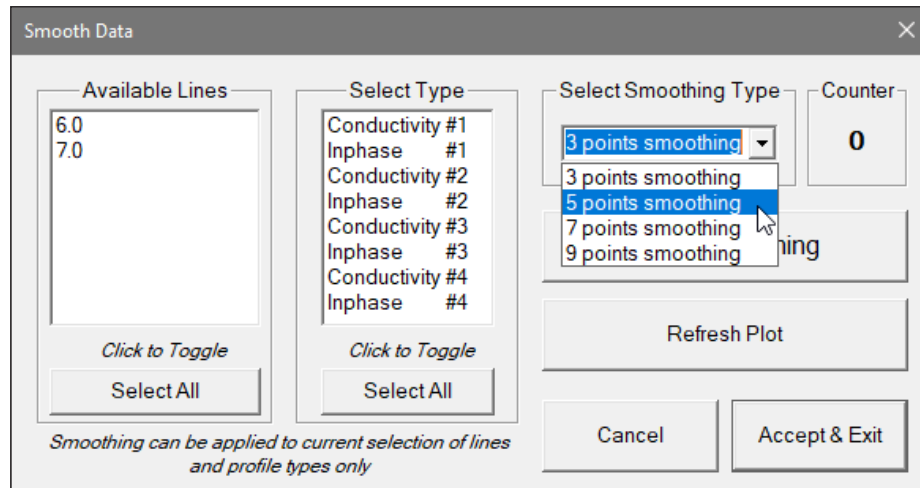 Smooth Data
Available Lines
6.0
7.0
Click to Toggle
Select All
Select Type
Conductivity #1
Inphase #1
Conductivity #2
Inphase #2
Conductivity #3
Inphase #3
Conductivity #4
Inphase #4
Click to Toggle
Select All
Smoothing can be applied to current selection of lines
and profile types only
Select Smoothing Type
3 points smoothing
3 points smoothing
5 points smoothing
7 points smoothing
9 points smoothing
Counter
0
Refresh Plot
Cancel
Accept & Exit